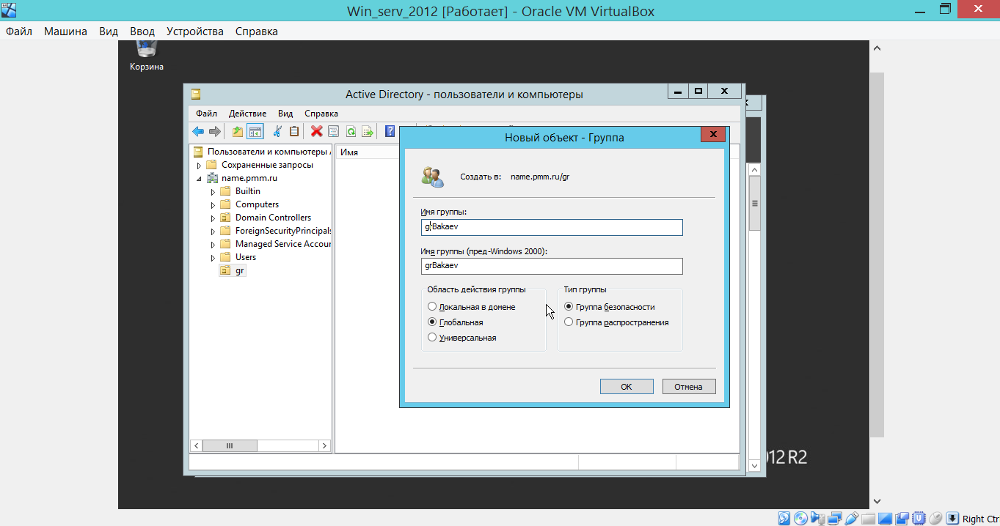 Win_serv_2012 [Работает] - Oracle VM VirtualBox
Файл Машина Вид Ввод Устройства Справка
Корзина
Active Directory - пользователи и компьютеры
Файл Действие Вид Справка
Пользователи и компьютеры
Сохраненные запросы
name.pmm.ru
Builtin
Computers
Domain Controllers
ForeignSecurityPrincipals
Managed Service Accour
Users
gr
Имя
Новый объект - Группа
Создать в: name.pmm.ru/gr
Имя группы:
grBakaev
Имя группы (пред-Windows 2000):
grBakaev
Область действия группы
Локальная в домене
Глобальная
Универсальная
Тип группы
Группа безопасности
Группа распространения
ОК
Отмена
012 R2
Right Ctr